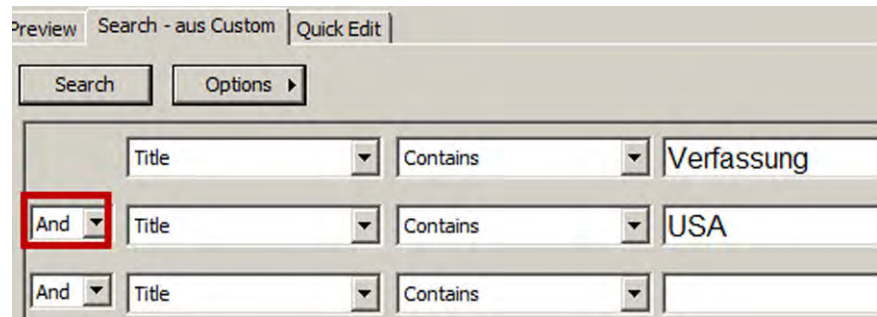 Preview Search - aus Custom Quick Edit
Search Options
Title Contains Verfassung
And Title Contains USA
And Title Contains